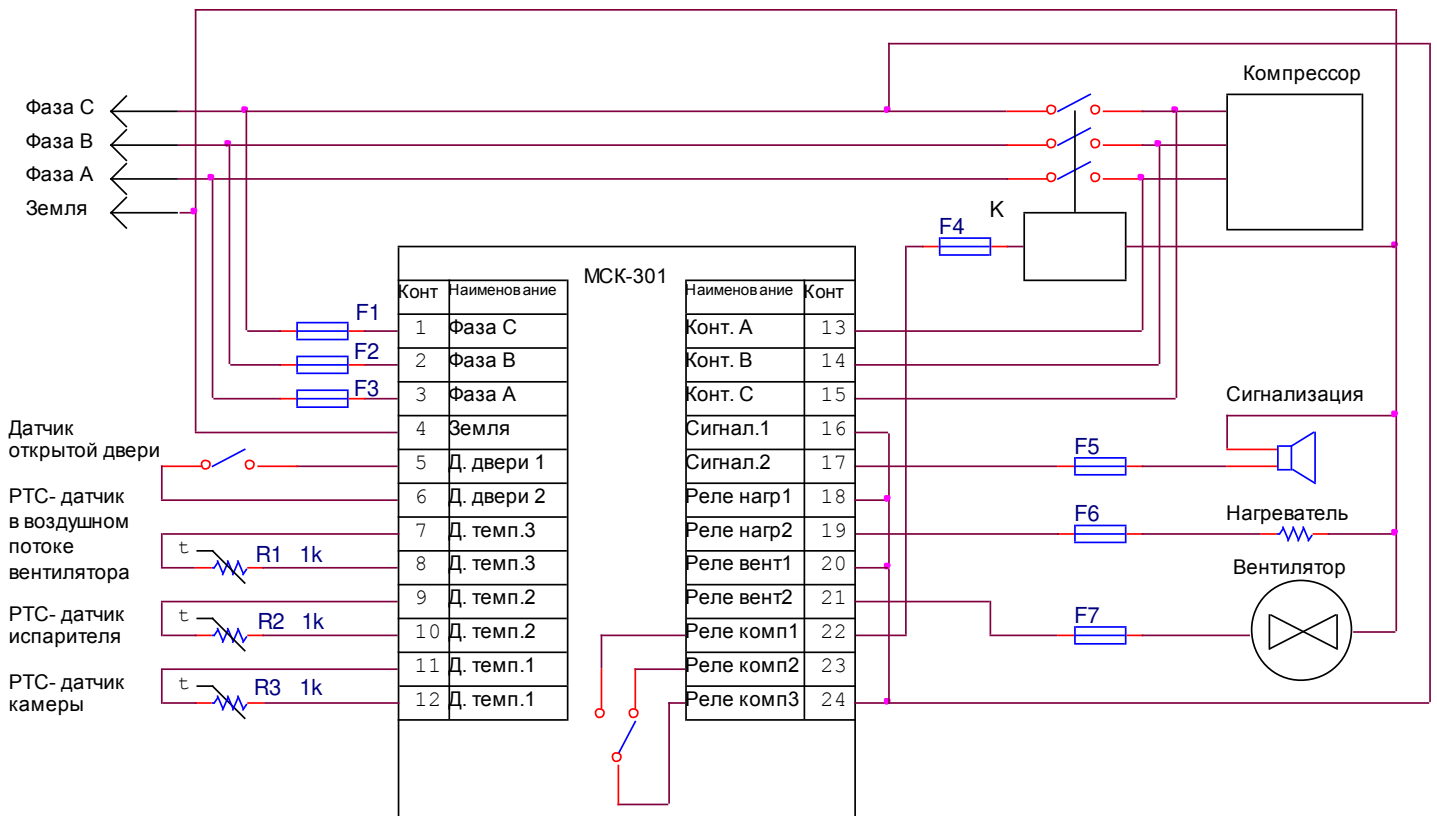 Компрессор
Фаза C
Фаза B
Фаза A
Земля
K
F4
МСК-301
Конт Наименование
Наименование Конт
F1
1 Фаза C
Конт. A 13
F2
2 Фаза B
Конт. B 14
F3
3 Фаза A
Конт. C 15
Сигнализация
4 Земля
Сигнал.1 16
Датчик
открытой двери
5 Д. двери 1
Сигнал.2 17
F5
6 Д. двери 2
Реле нагр1 18
РТС- датчик
в воздушном
потоке
вентилятора
7 Д. темп.3
Реле нагр2 19
F6
Нагреватель
t R1 1k
8 Д. темп.3
Реле вент1 20
Вентилятор
9 Д. темп.2
Реле вент2 21
F7
РТС- датчик
испарителя
t R2 1k
10 Д. темп.2
Реле комп1 22
11 Д. темп.1
Реле комп2 23
РТС- датчик
камеры
t R3 1k
12 Д. темп.1
Реле комп3 24